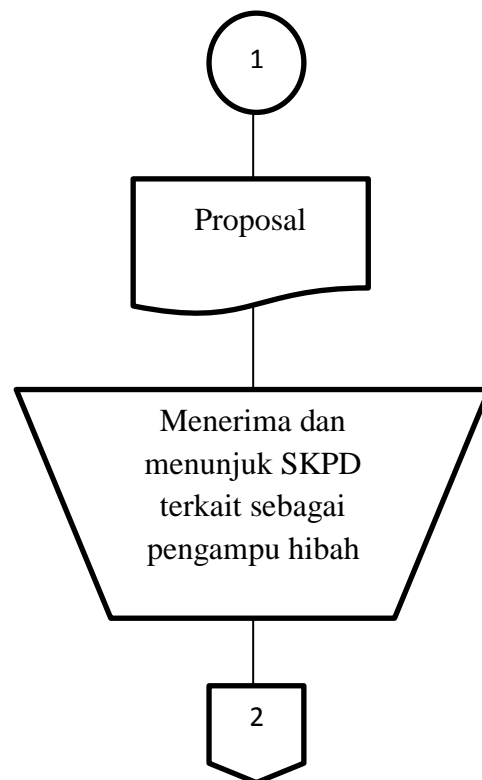 1
Proposal
Menerima dan
menunjuk SKPD
terkait sebagai
pengampu hibah
2